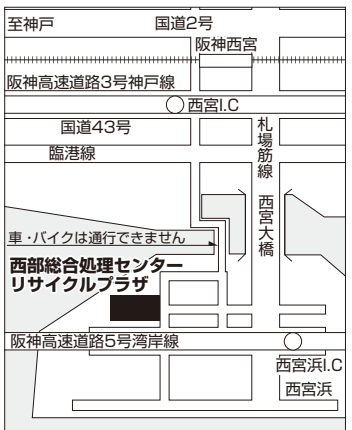 至神戸
国道2号
阪神西宮
阪神高速道路3号神戸線
西宮I.C
国道43号
札場筋線
臨港線
西宮大橋
車・バイクは通行できません
西部総合処理センター
リサイクルプラザ
阪神高速道路5号湾岸線
西宮浜I.C
西宮浜